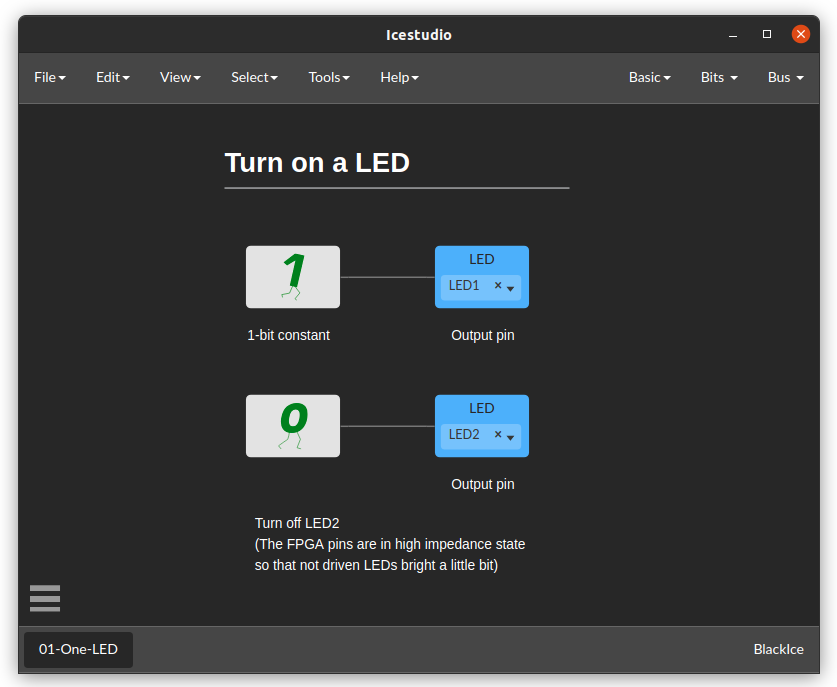 Icestudio
File Edit View Select Tools Help Basic Bits Bus
Turn on a LED
1
LED
LED1 ×
1-bit constant
Output pin
0
LED
LED2 ×
Output pin
Turn off LED2
(The FPGA pins are in high impedance state
so that not driven LEDs bright a little bit)
01-One-LED
BlackIce